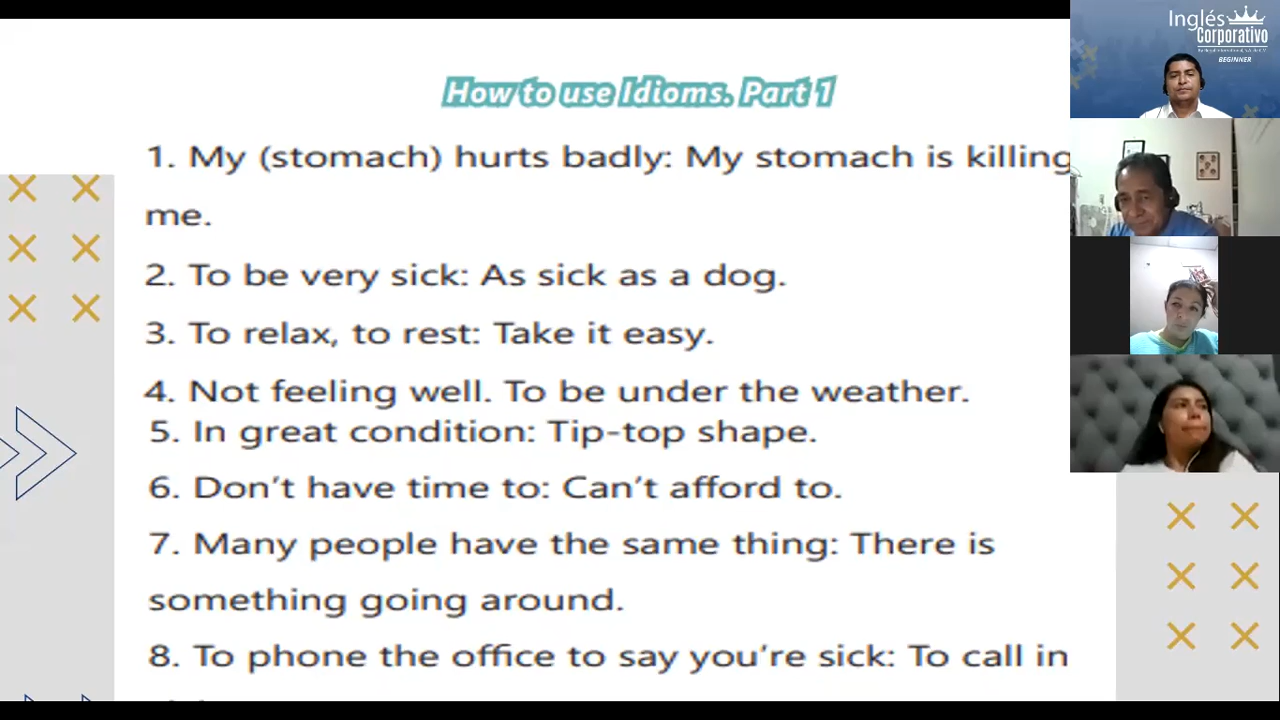 How to use Idioms. Part 1
1. My (stomach) hurts badly: My stomach is killing
me.
2. To be very sick: As sick as a dog.
3. To relax, to rest: Take it easy.
4. Not feeling well. To be under the weather.
5. In great condition: Tip-top shape.
6. Don't have time to: Can't afford to.
7. Many people have the same thing: There is
something going around.
8. To phone the office to say you're sick: To call in
Inglés
Corporativo
BEGINNER